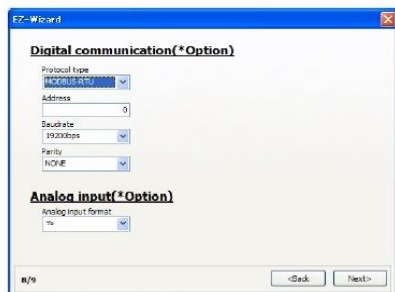 EZ-Wizard
Digital communication(*Option)
Protocol type
MODBUS-RTU
Address
0
Baudrate
19200bps
Parity
NONE
Analog input(*Option)
Analog input format
8/9
<Back Next>